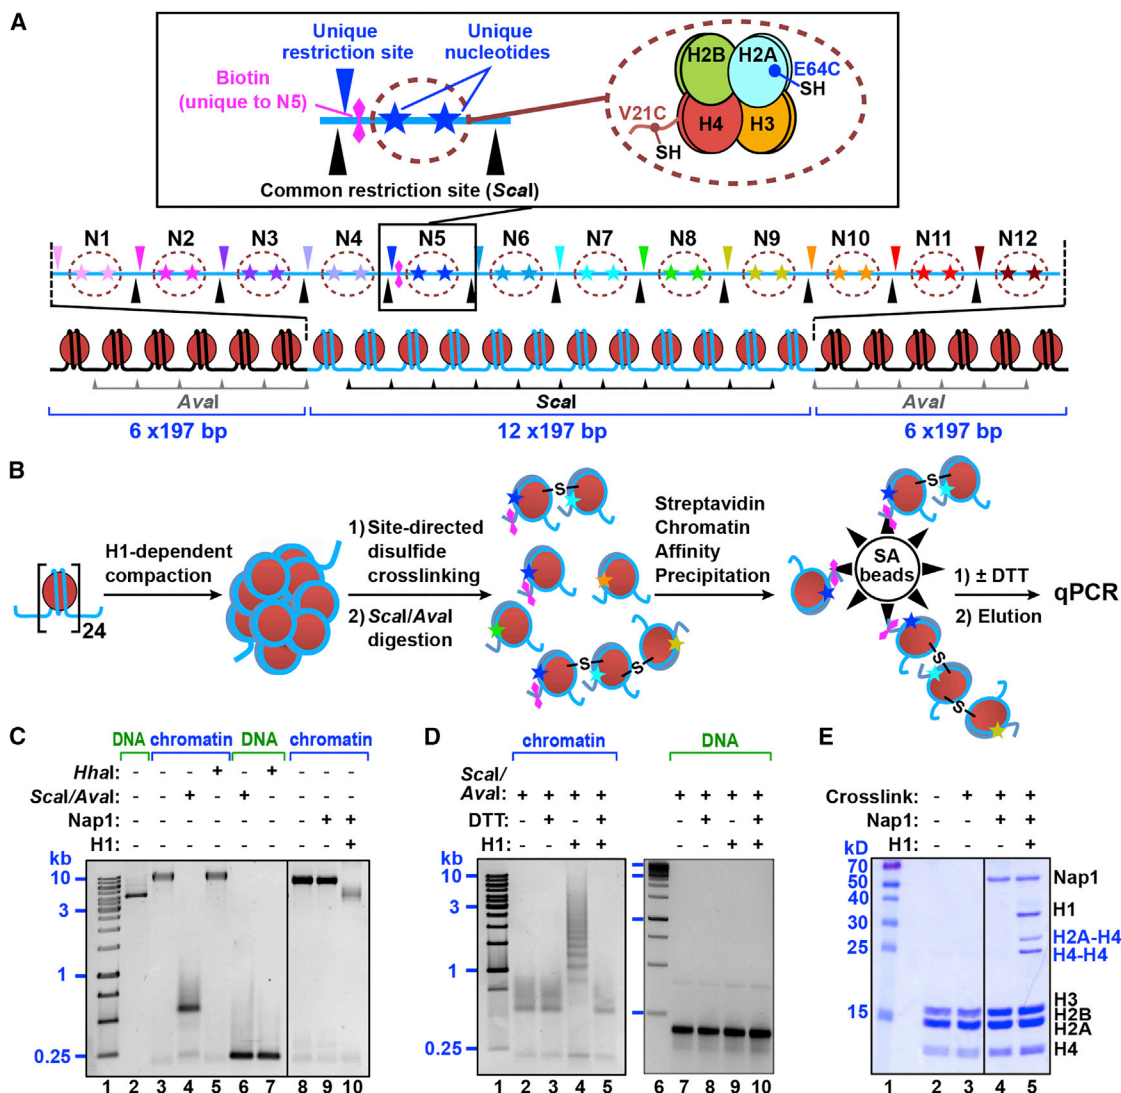 A
Unique
restriction site
Unique
nucleotides
Biotin
(unique to N5)
H2B
H2A
E64C
SH
V21C
SH
H4
H3
Common restriction site (ScaI)
N1 N2 N3 N4 N5 N6 N7 N8 N9 N10 N11 N12
AvaI
ScaI
AvaI
6 x197 bp
12 x197 bp
6 x197 bp
B
24
H1-dependent
compaction
1) Site-directed
disulfide
crosslinking
2) ScaI/AvaI
digestion
S
S
S
Streptavidin
Chromatin
Affinity
Precipitation
S
SA
beads
S
S
1) ± DTT
2) Elution
qPCR
C
DNA chromatin DNA chromatin
HhaI: - - - + - + - - -
ScaI/AvaI: - - + - + - - - -
Nap1: - - - - - - - + +
H1: - - - - - - - - +
kb
10
3
1
0.25
1 2 3 4 5 6 7 8 9 10
D
chromatin DNA
ScaI/
AvaI: + + + + + + + +
DTT: - + - + - + - +
H1: - - + + - - + +
kb
10
3
1
0.25
1 2 3 4 5 6 7 8 9 10
E
Crosslink: - + + +
Nap1: - - + +
H1: - - - +
kD
70
50
40
30
25
15
Nap1
H1
H2A-H4
H4-H4
H3
H2B
H2A
H4
1 2 3 4 5